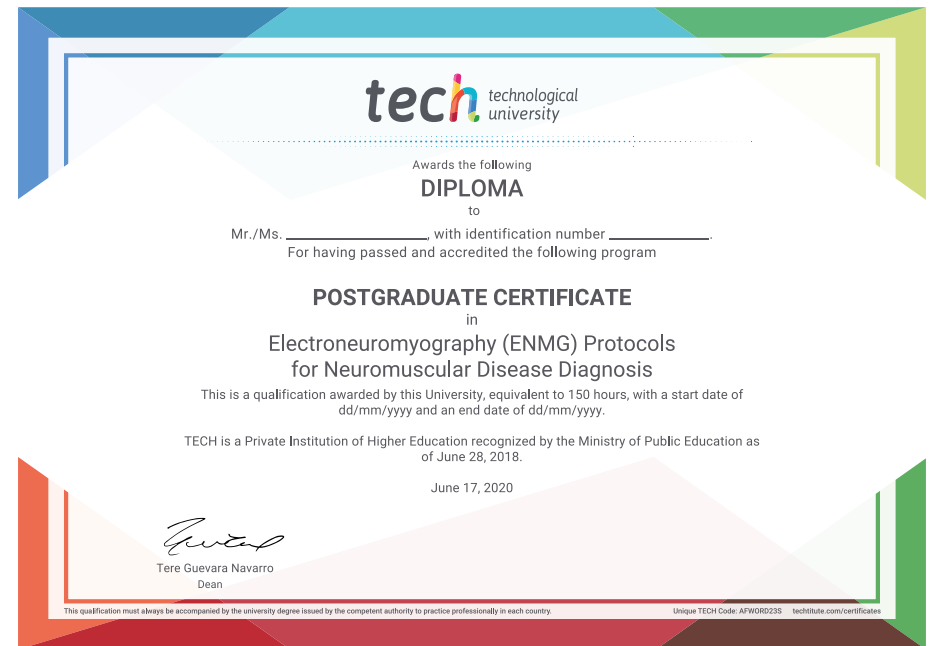 tech technological
university
Awards the following
DIPLOMA
to
Mr./Ms. ____________________, with identification number ______________.
For having passed and accredited the following program
POSTGRADUATE CERTIFICATE
in
Electroneuromyography (ENMG) Protocols
for Neuromuscular Disease Diagnosis
This is a qualification awarded by this University, equivalent to 150 hours, with a start date of
dd/mm/yyyy and an end date of dd/mm/yyyy.
TECH is a Private Institution of Higher Education recognized by the Ministry of Public Education as
of June 28, 2018.
June 17, 2020
Tere Guevara Navarro
Dean
This qualification must always be accompanied by the university degree issued by the competent authority to practice professionally in each country.
Unique TECH Code: AFWORD23S techtitute.com/certificates